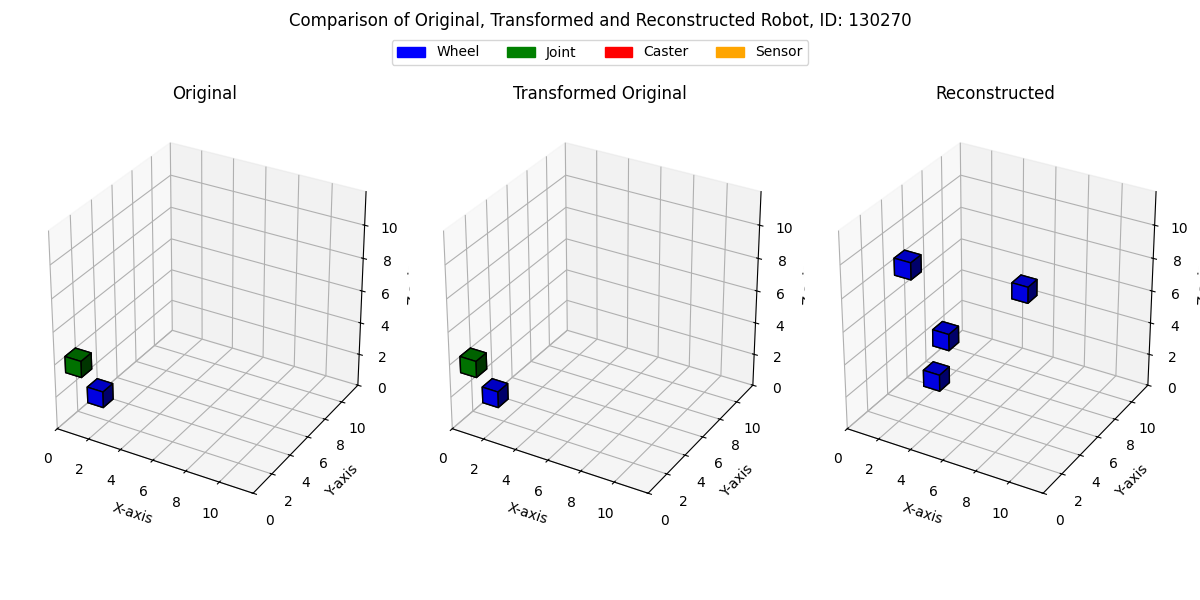 Comparison of Original, Transformed and Reconstructed Robot, ID: 130270
Wheel Joint Caster Sensor
Original Transformed Original Reconstructed
10 10 10
8 8 8
6 6 6
4 4 4
2 2 2
0 0 0
0 2 4 6 8 10 0 2 4 6 8 10 0 2 4 6 8 10
0 2 4 6 8 10 0 2 4 6 8 10 0 2 4 6 8 10
X-axis Y-axis X-axis Y-axis X-axis Y-axis